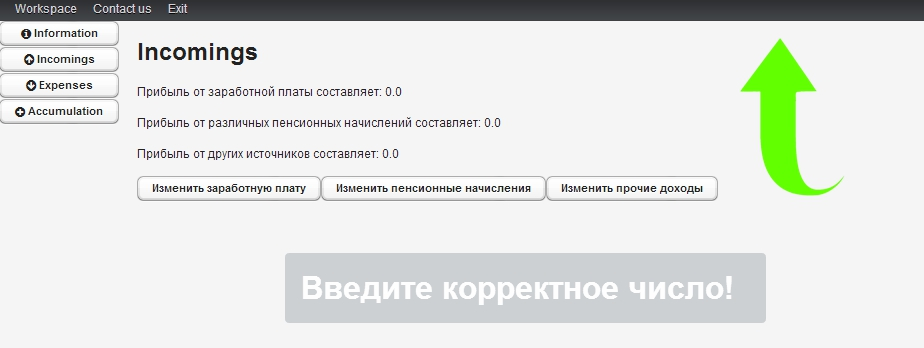 Workspace Contact us Exit
Information
Incomings
Expenses
Accumulation
Incomings
Прибыль от заработной платы составляет: 0.0
Прибыль от различных пенсионных начислений составляет: 0.0
Прибыль от других источников составляет: 0.0
Изменить заработную плату Изменить пенсионные начисления Изменить прочие доходы
Введите корректное число!